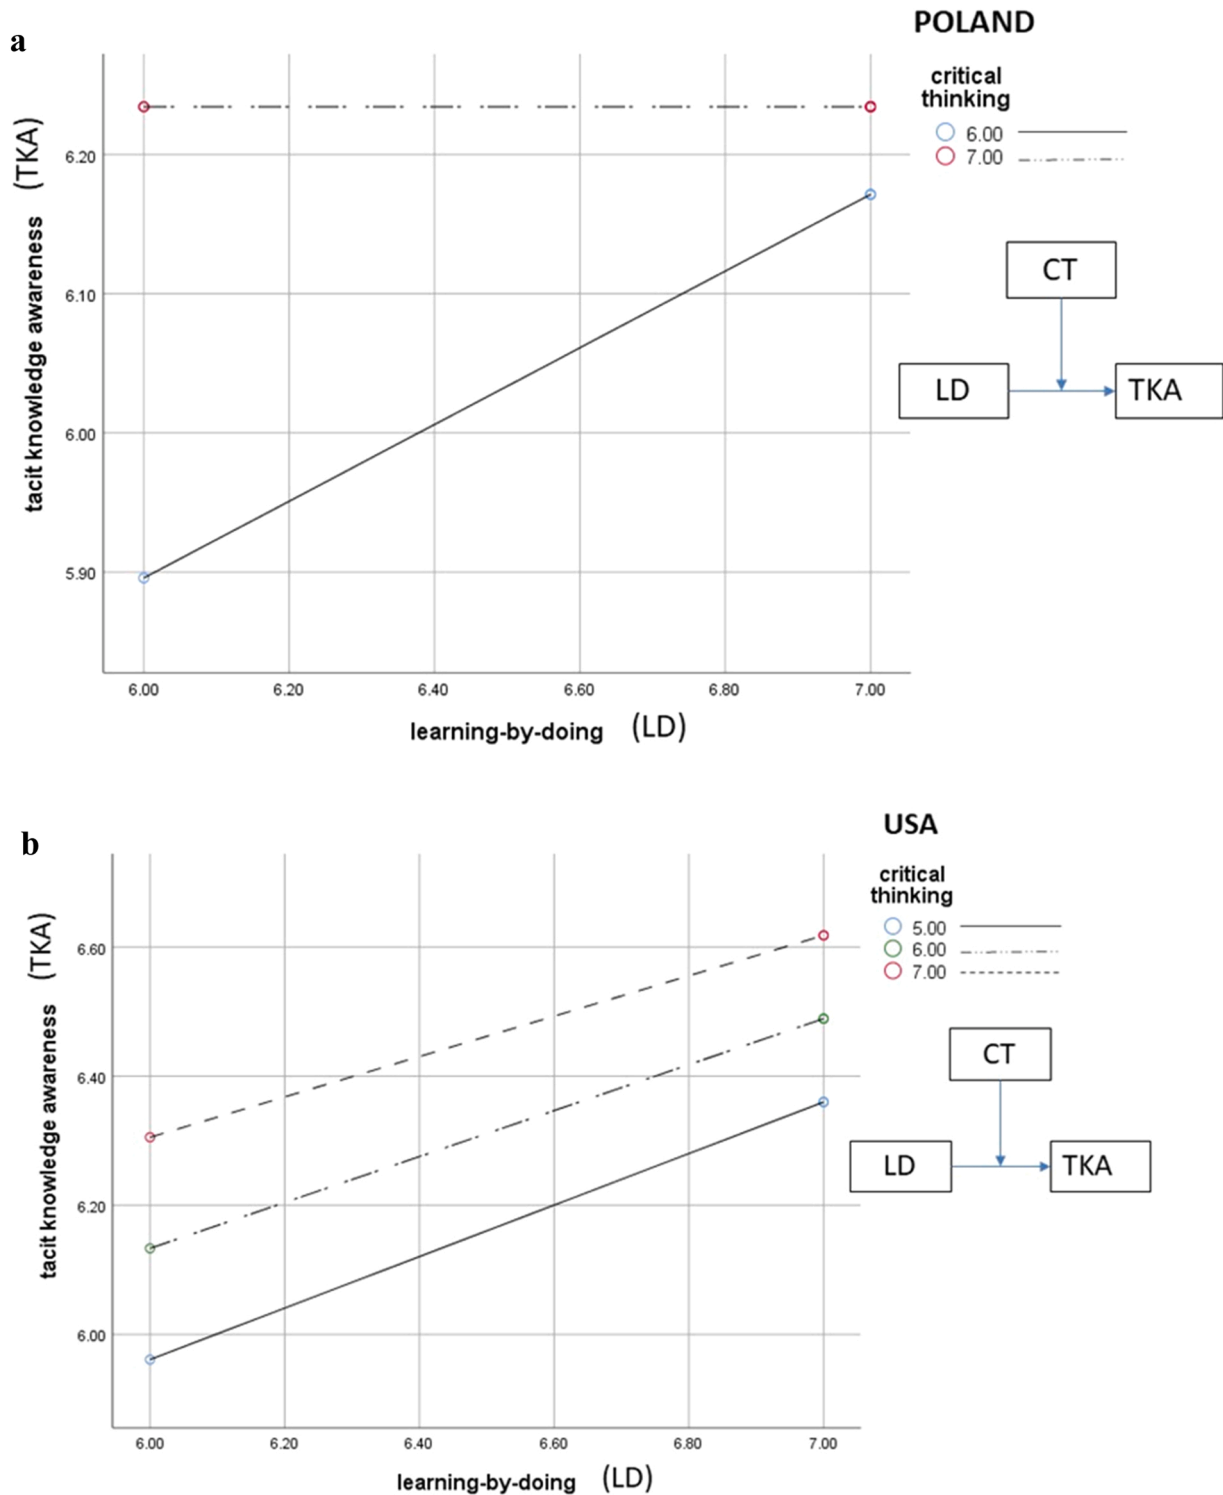 a
POLAND
critical
thinking
6.00
7.00
tacit knowledge awareness (TKA)
6.20
6.10
6.00
5.90
6.00 6.20 6.40 6.60 6.80 7.00
learning-by-doing (LD)
CT
LD TKA
b
USA
critical
thinking
5.00
6.00
7.00
tacit knowledge awareness (TKA)
6.60
6.40
6.20
6.00
6.00 6.20 6.40 6.60 6.80 7.00
learning-by-doing (LD)
CT
LD TKA